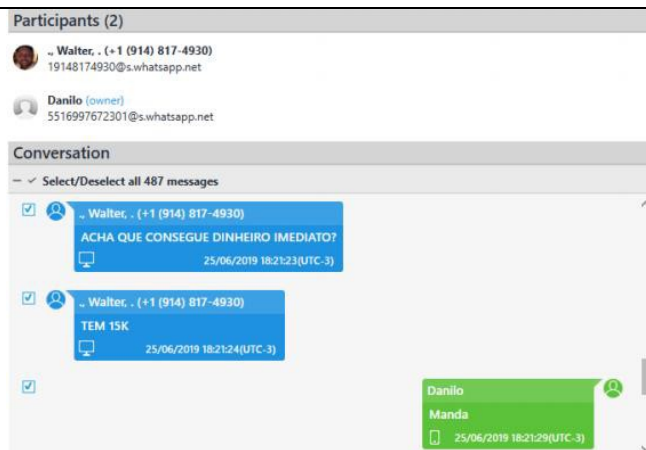 Participants (2)
., Walter, . (+1 (914) 817-4930)
19148174930@s.whatsapp.net
Danilo (owner)
5516997672301@s.whatsapp.net
Conversation
Select/Deselect all 487 messages
., Walter, . (+1 (914) 817-4930)
ACHA QUE CONSEGUE DINHEIRO IMEDIATO?
25/06/2019 18:21:23(UTC-3)
., Walter, . (+1 (914) 817-4930)
TEM 15K
25/06/2019 18:21:24(UTC-3)
Danilo
Manda
25/06/2019 18:21:29(UTC-3)